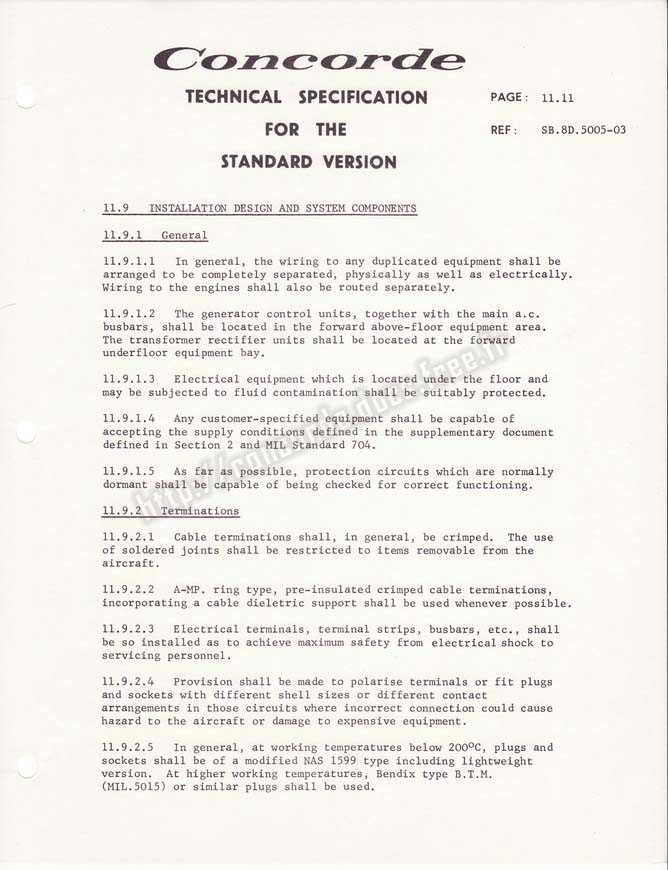 Concorde
TECHNICAL SPECIFICATION
FOR THE
STANDARD VERSION
PAGE: 11.11
REF: SB.8D.5005-03
11.9 INSTALLATION DESIGN AND SYSTEM COMPONENTS
11.9.1 General
11.9.1.1 In general, the wiring to any duplicated equipment shall be
arranged to be completely separated, physically as well as electrically.
Wiring to the engines shall also be routed separately.
11.9.1.2 The generator control units, together with the main a.c.
busbars, shall be located in the forward above-floor equipment area.
The transformer rectifier units shall be located at the forward
underfloor equipment bay.
11.9.1.3 Electrical equipment which is located under the floor and
may be subjected to fluid contamination shall be suitably protected.
11.9.1.4 Any customer-specified equipment shall be capable of
accepting the supply conditions defined in the supplementary document
defined in Section 2 and MIL Standard 704.
11.9.1.5 As far as possible, protection circuits which are normally
dormant shall be capable of being checked for correct functioning.
11.9.2 Terminations
11.9.2.1 Cable terminations shall, in general, be crimped. The use
of soldered joints shall be restricted to items removable from the
aircraft.
11.9.2.2 A-MP. ring type, pre-insulated crimped cable terminations,
incorporating a cable dieletric support shall be used whenever possible.
11.9.2.3 Electrical terminals, terminal strips, busbars, etc., shall
be so installed as to achieve maximum safety from electrical shock to
servicing personnel.
11.9.2.4 Provision shall be made to polarise terminals or fit plugs
and sockets with different shell sizes or different contact
arrangements in those circuits where incorrect connection could cause
hazard to the aircraft or damage to expensive equipment.
11.9.2.5 In general, at working temperatures below 200°C, plugs and
sockets shall be of a modified NAS 1599 type including lightweight
version. At higher working temperatures, Bendix type B.T.M.
(MIL.5015) or similar plugs shall be used.